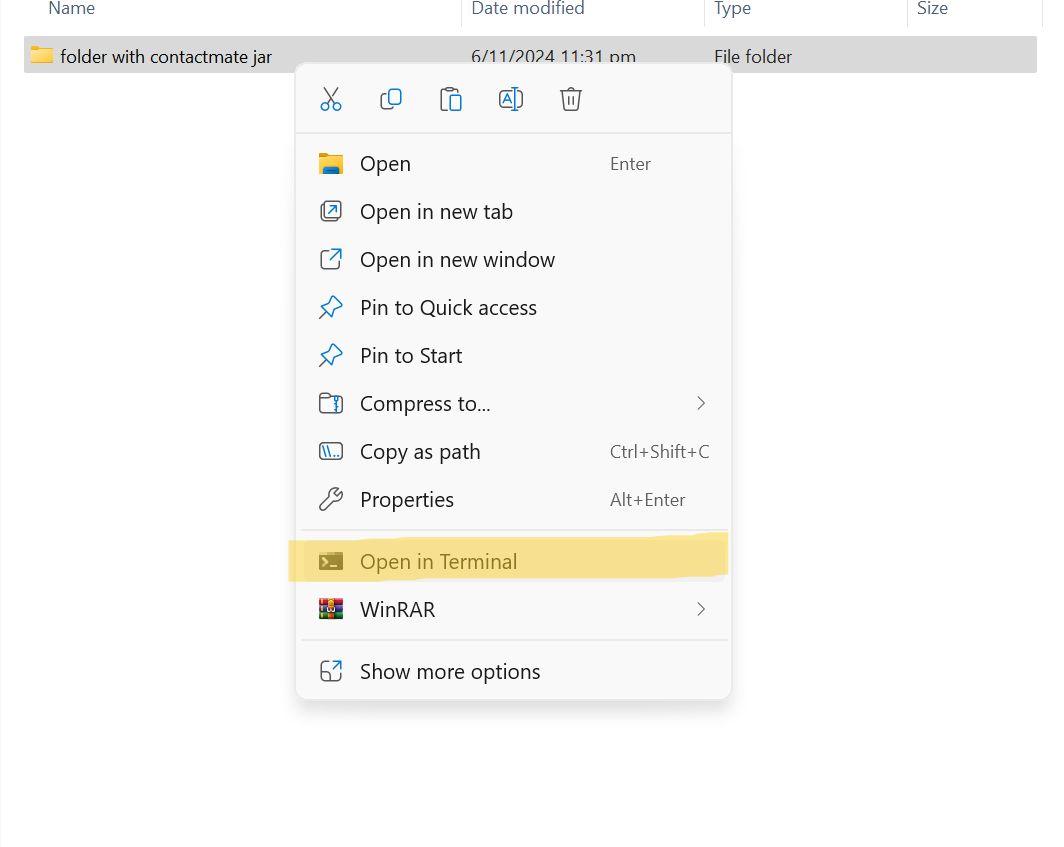 Name Date modified Type Size
folder with contactmate jar 6/11/2024 11:31 pm File folder
Open Enter
Open in new tab
Open in new window
Pin to Quick access
Pin to Start
Compress to...
Copy as path Ctrl+Shift+C
Properties Alt+Enter
Open in Terminal
WinRAR
Show more options